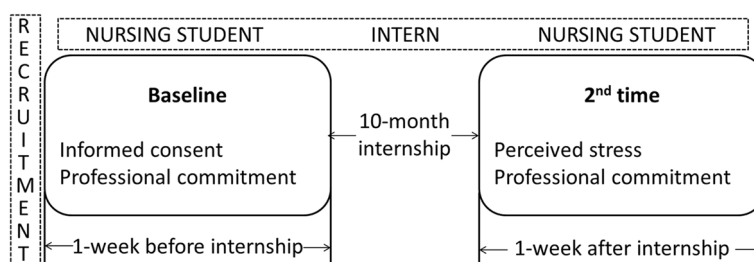 RECRUITMENT
NURSING STUDENT INTERN NURSING STUDENT
Baseline
Informed consent
Professional commitment
1-week before internship
10-month
internship
2nd time
Perceived stress
Professional commitment
1-week after internship